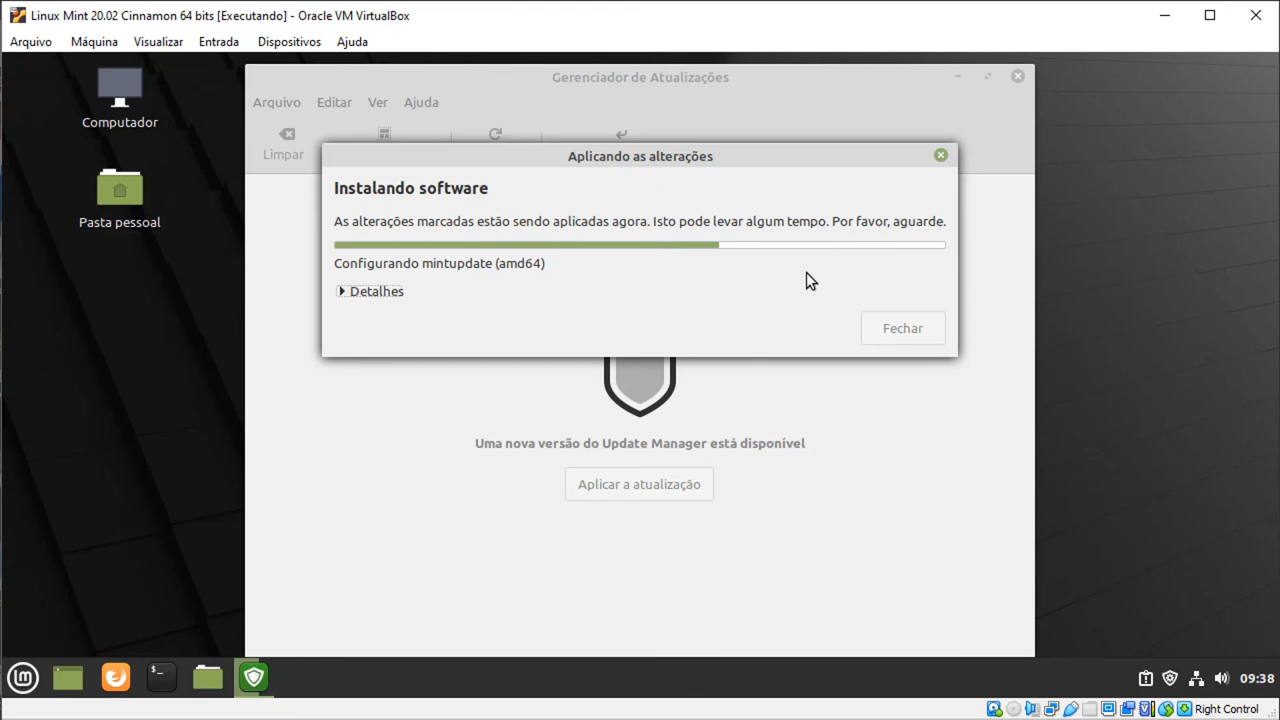 Linux Mint 20.02 Cinnamon 64 bits [Executando] - Oracle VM VirtualBox
Arquivo Máquina Visualizar Entrada Dispositivos Ajuda
Computador
Pasta pessoal
Gerenciador de Atualizações
Arquivo Editar Ver Ajuda
Limpar
Aplicando as alterações
Instalando software
As alterações marcadas estão sendo aplicadas agora. Isto pode levar algum tempo. Por favor, aguarde.
Configurando mintupdate (amd64)
Detalhes
Fechar
Uma nova versão do Update Manager está disponível
Aplicar a atualização
09:38
Right Control